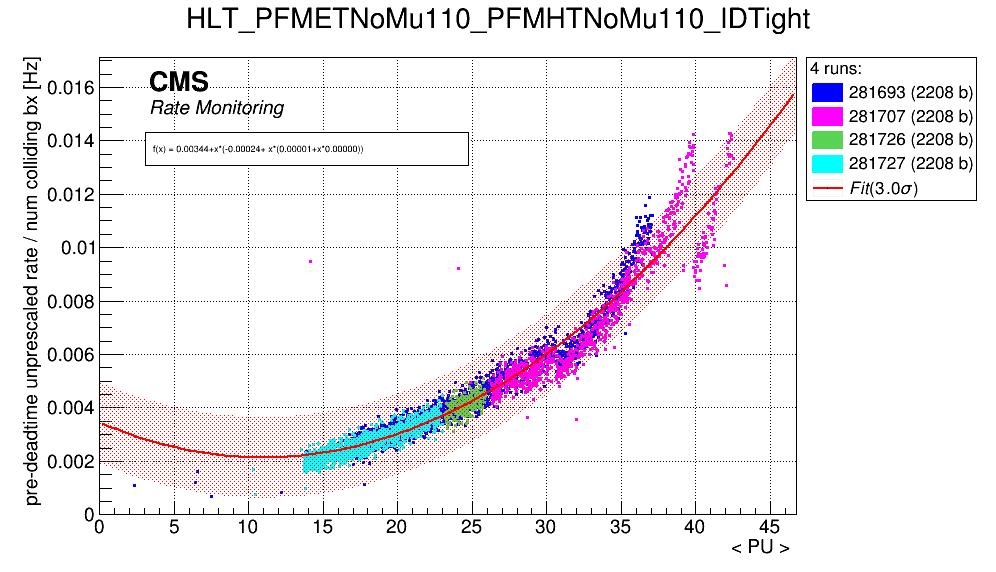 HLT_PFMETNoMu110_PFMHTNoMu110_IDTight
pre-deadtime unprescaled rate / num colliding bx [Hz]
0.016
0.014
0.012
0.01
0.008
0.006
0.004
0.002
0
CMS
Rate Monitoring
f(x) = 0.00344+x*(-0.00024+ x*(0.00001+x*0.00000))
4 runs:
281693 (2208 b)
281707 (2208 b)
281726 (2208 b)
281727 (2208 b)
Fit(3.0σ)
0 5 10 15 20 25 30 35 40 45
< PU >